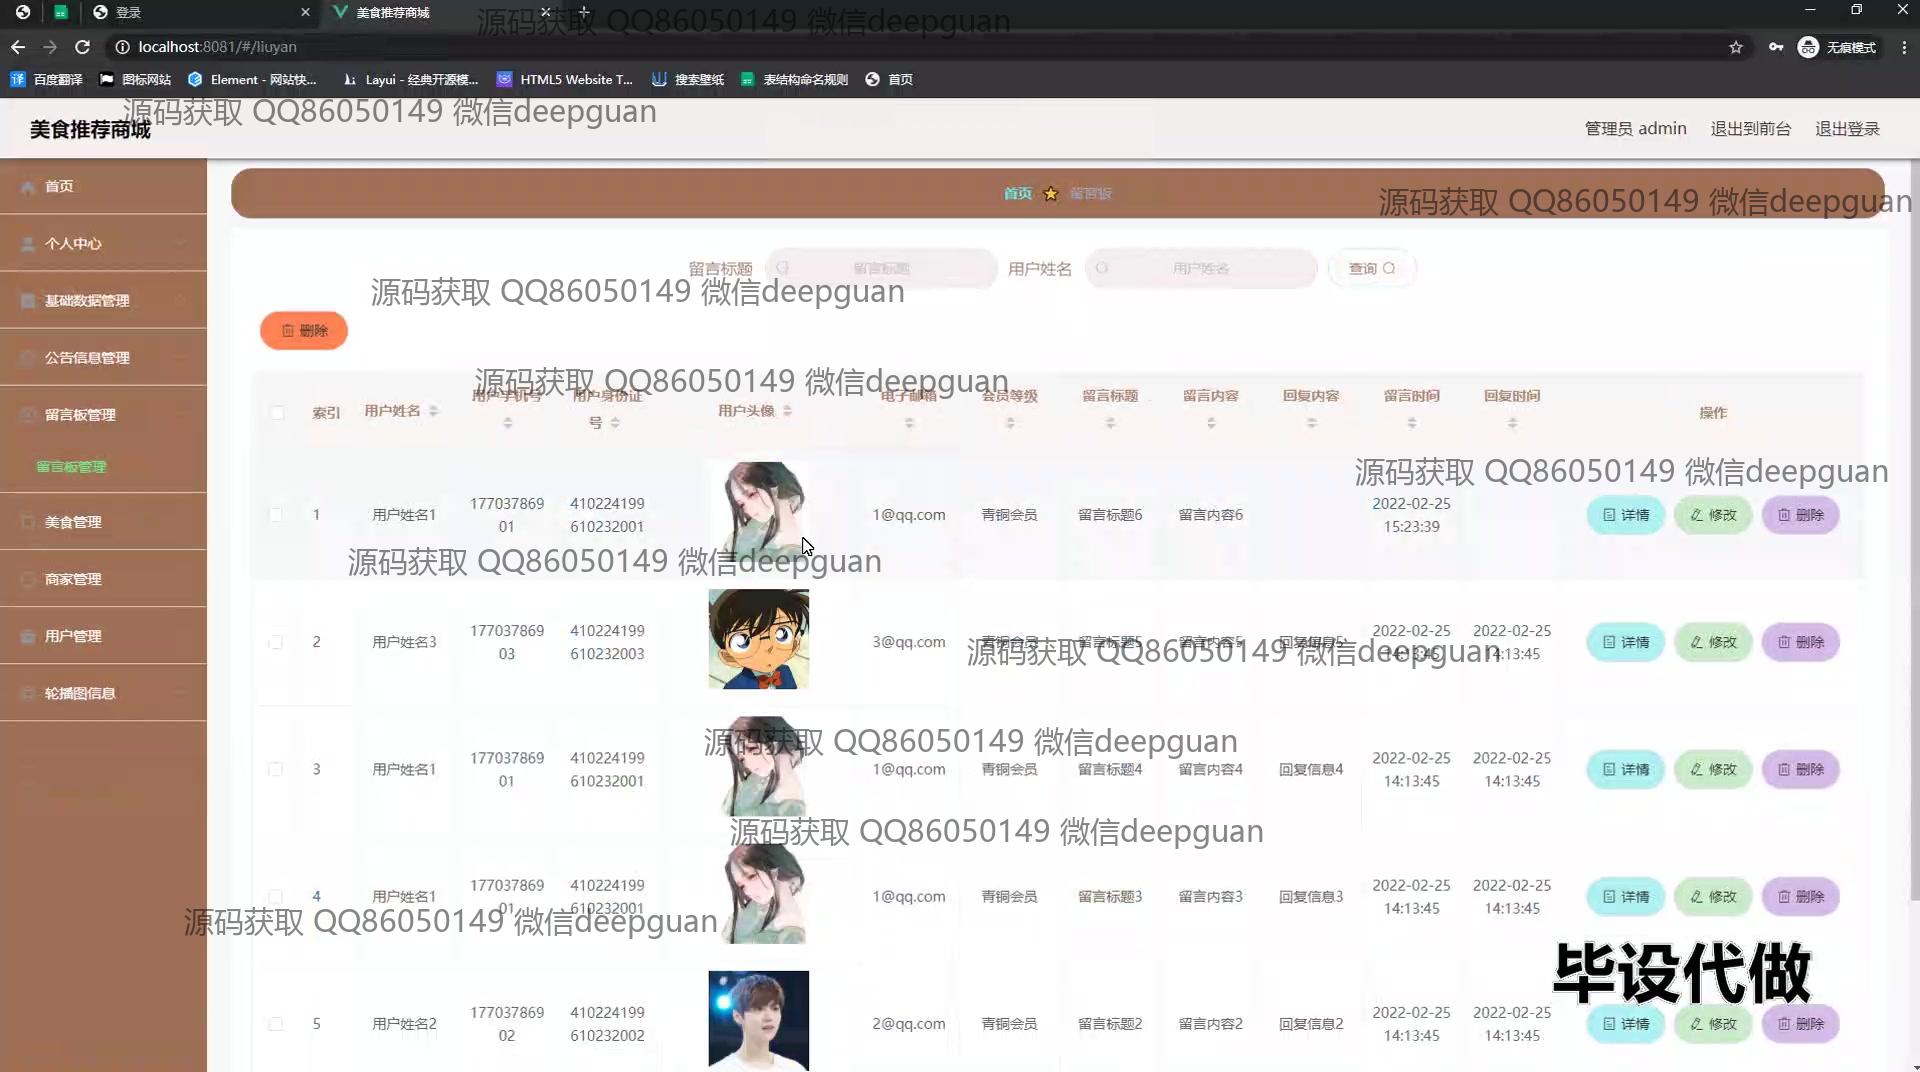 登录
美食推荐商城
源码获取 QQ86050149 微信deepguan
localhost:8081/#/liuyan
无痕模式
百度翻译
图标网站
Element - 网站快...
Layui - 经典开源模...
HTML5 Website T...
搜索壁纸
表结构命名规则
首页
源码获取 QQ86050149 微信deepguan
美食推荐商城
管理员 admin
退出到前台
退出登录
首页
个人中心
基础数据管理
公告信息管理
留言板管理
留言板管理
美食管理
商家管理
用户管理
轮播图信息
首页 留言板
源码获取 QQ86050149 微信deepguan
留言标题 留言标题 用户姓名 用户姓名 查询
源码获取 QQ86050149 微信deepguan
删除
源码获取 QQ86050149 微信deepguan
索引 用户姓名 用户手机号 用户身份证号 用户头像 电子邮箱 会员等级 留言标题 留言内容 回复内容 留言时间 回复时间 操作
源码获取 QQ86050149 微信deepguan
1 用户姓名1 17703786901 410224199610232001 1@qq.com 青铜会员 留言标题6 留言内容6 2022-02-25 15:23:39 详情 修改 删除
源码获取 QQ86050149 微信deepguan
2 用户姓名3 17703786903 410224199610232003 3@qq.com 青铜会员 留言标题5 留言内容5 回复信息5 2022-02-25 14:13:45 2022-02-25 14:13:45 详情 修改 删除
源码获取 QQ86050149 微信deepguan
源码获取 QQ86050149 微信deepguan
3 用户姓名1 17703786901 410224199610232001 1@qq.com 青铜会员 留言标题4 留言内容4 回复信息4 2022-02-25 14:13:45 2022-02-25 14:13:45 详情 修改 删除
源码获取 QQ86050149 微信deepguan
4 用户姓名1 17703786901 410224199610232001 1@qq.com 青铜会员 留言标题3 留言内容3 回复信息3 2022-02-25 14:13:45 2022-02-25 14:13:45 详情 修改 删除
源码获取 QQ86050149 微信deepguan
毕设代做
5 用户姓名2 17703786902 410224199610232002 2@qq.com 青铜会员 留言标题2 留言内容2 回复信息2 2022-02-25 14:13:45 2022-02-25 14:13:45 详情 修改 删除